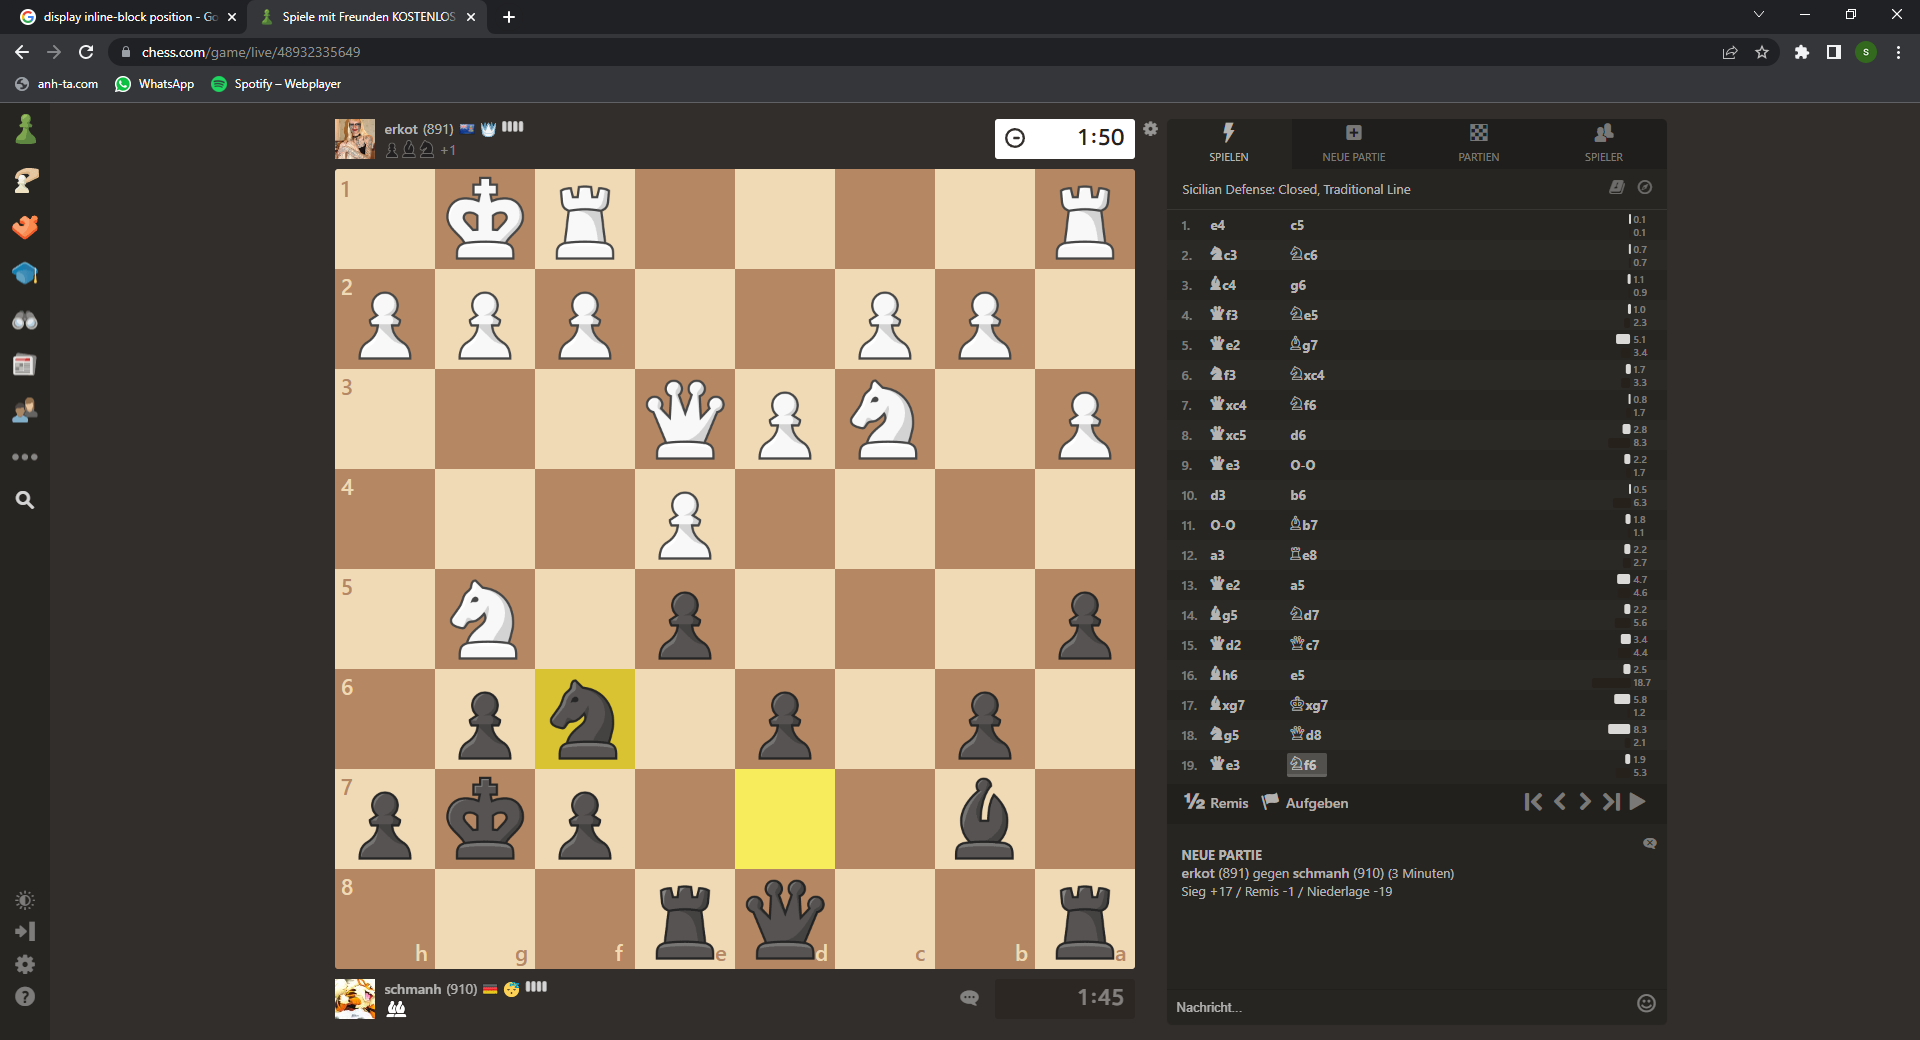 display inline-block position - Go
Spiele mit Freunden KOSTENLOS
chess.com/game/live/48932335649
S
anh-ta.com
WhatsApp
Spotify – Webplayer
erkot (891)
+1
1:50
1
2
3
4
5
6
7
8
h
g
f
e
d
c
b
a
schmanh (910)
1:45
SPIELEN
NEUE PARTIE
PARTIEN
SPIELER
Sicilian Defense: Closed, Traditional Line
1. e4 c5 0.1 0.1
2. c3 c6 0.7 0.7
3. c4 g6 1.1 0.9
4. f3 e5 1.0 2.3
5. e2 g7 5.1 3.4
6. f3 xc4 1.7 3.3
7. xc4 f6 0.8 1.7
8. xc5 d6 2.8 8.3
9. e3 O-O 2.2 1.7
10. d3 b6 0.5 6.3
11. O-O b7 1.8 1.1
12. a3 e8 2.2 2.7
13. e2 a5 4.7 4.6
14. g5 d7 2.2 5.6
15. d2 c7 3.4 4.4
16. h6 e5 2.5 18.7
17. xg7 xg7 5.8 1.2
18. g5 d8 8.3 2.1
19. e3 f6 1.9 5.3
½ Remis Aufgeben
NEUE PARTIE
erkot (891) gegen schmanh (910) (3 Minuten)
Sieg +17 / Remis -1 / Niederlage -19
Nachricht...